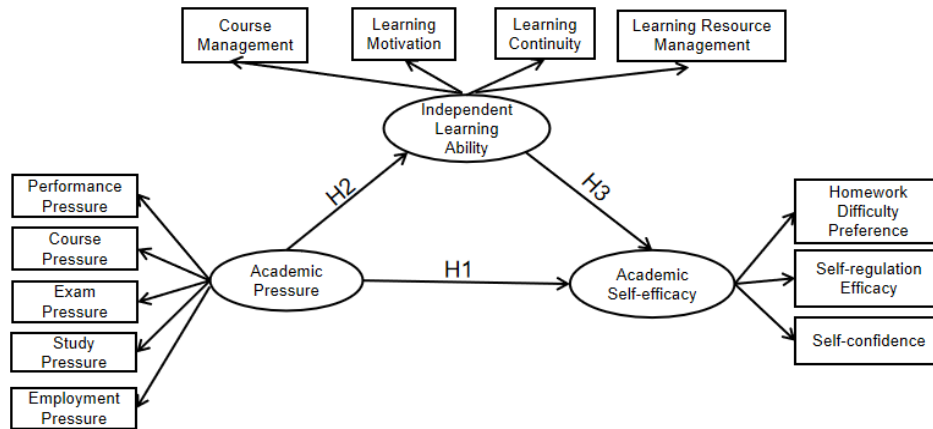 Course
Management
Learning
Motivation
Learning
Continuity
Learning Resource
Management
Independent
Learning
Ability
H2
H3
Performance
Pressure
Course
Pressure
Exam
Pressure
Study
Pressure
Employment
Pressure
Academic
Pressure
H1
Academic
Self-efficacy
Homework
Difficulty
Preference
Self-regulation
Efficacy
Self-confidence